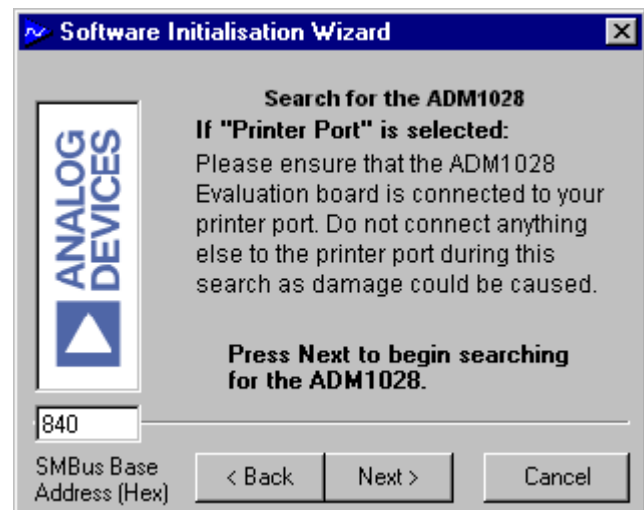 Software Initialisation Wizard
ANALOG
DEVICES
Search for the ADM1028
If "Printer Port" is selected:
Please ensure that the ADM1028
Evaluation board is connected to your
printer port. Do not connect anything
else to the printer port during this
search as damage could be caused.
Press Next to begin searching
for the ADM1028.
840
SMBus Base
Address (Hex)
< Back
Next >
Cancel